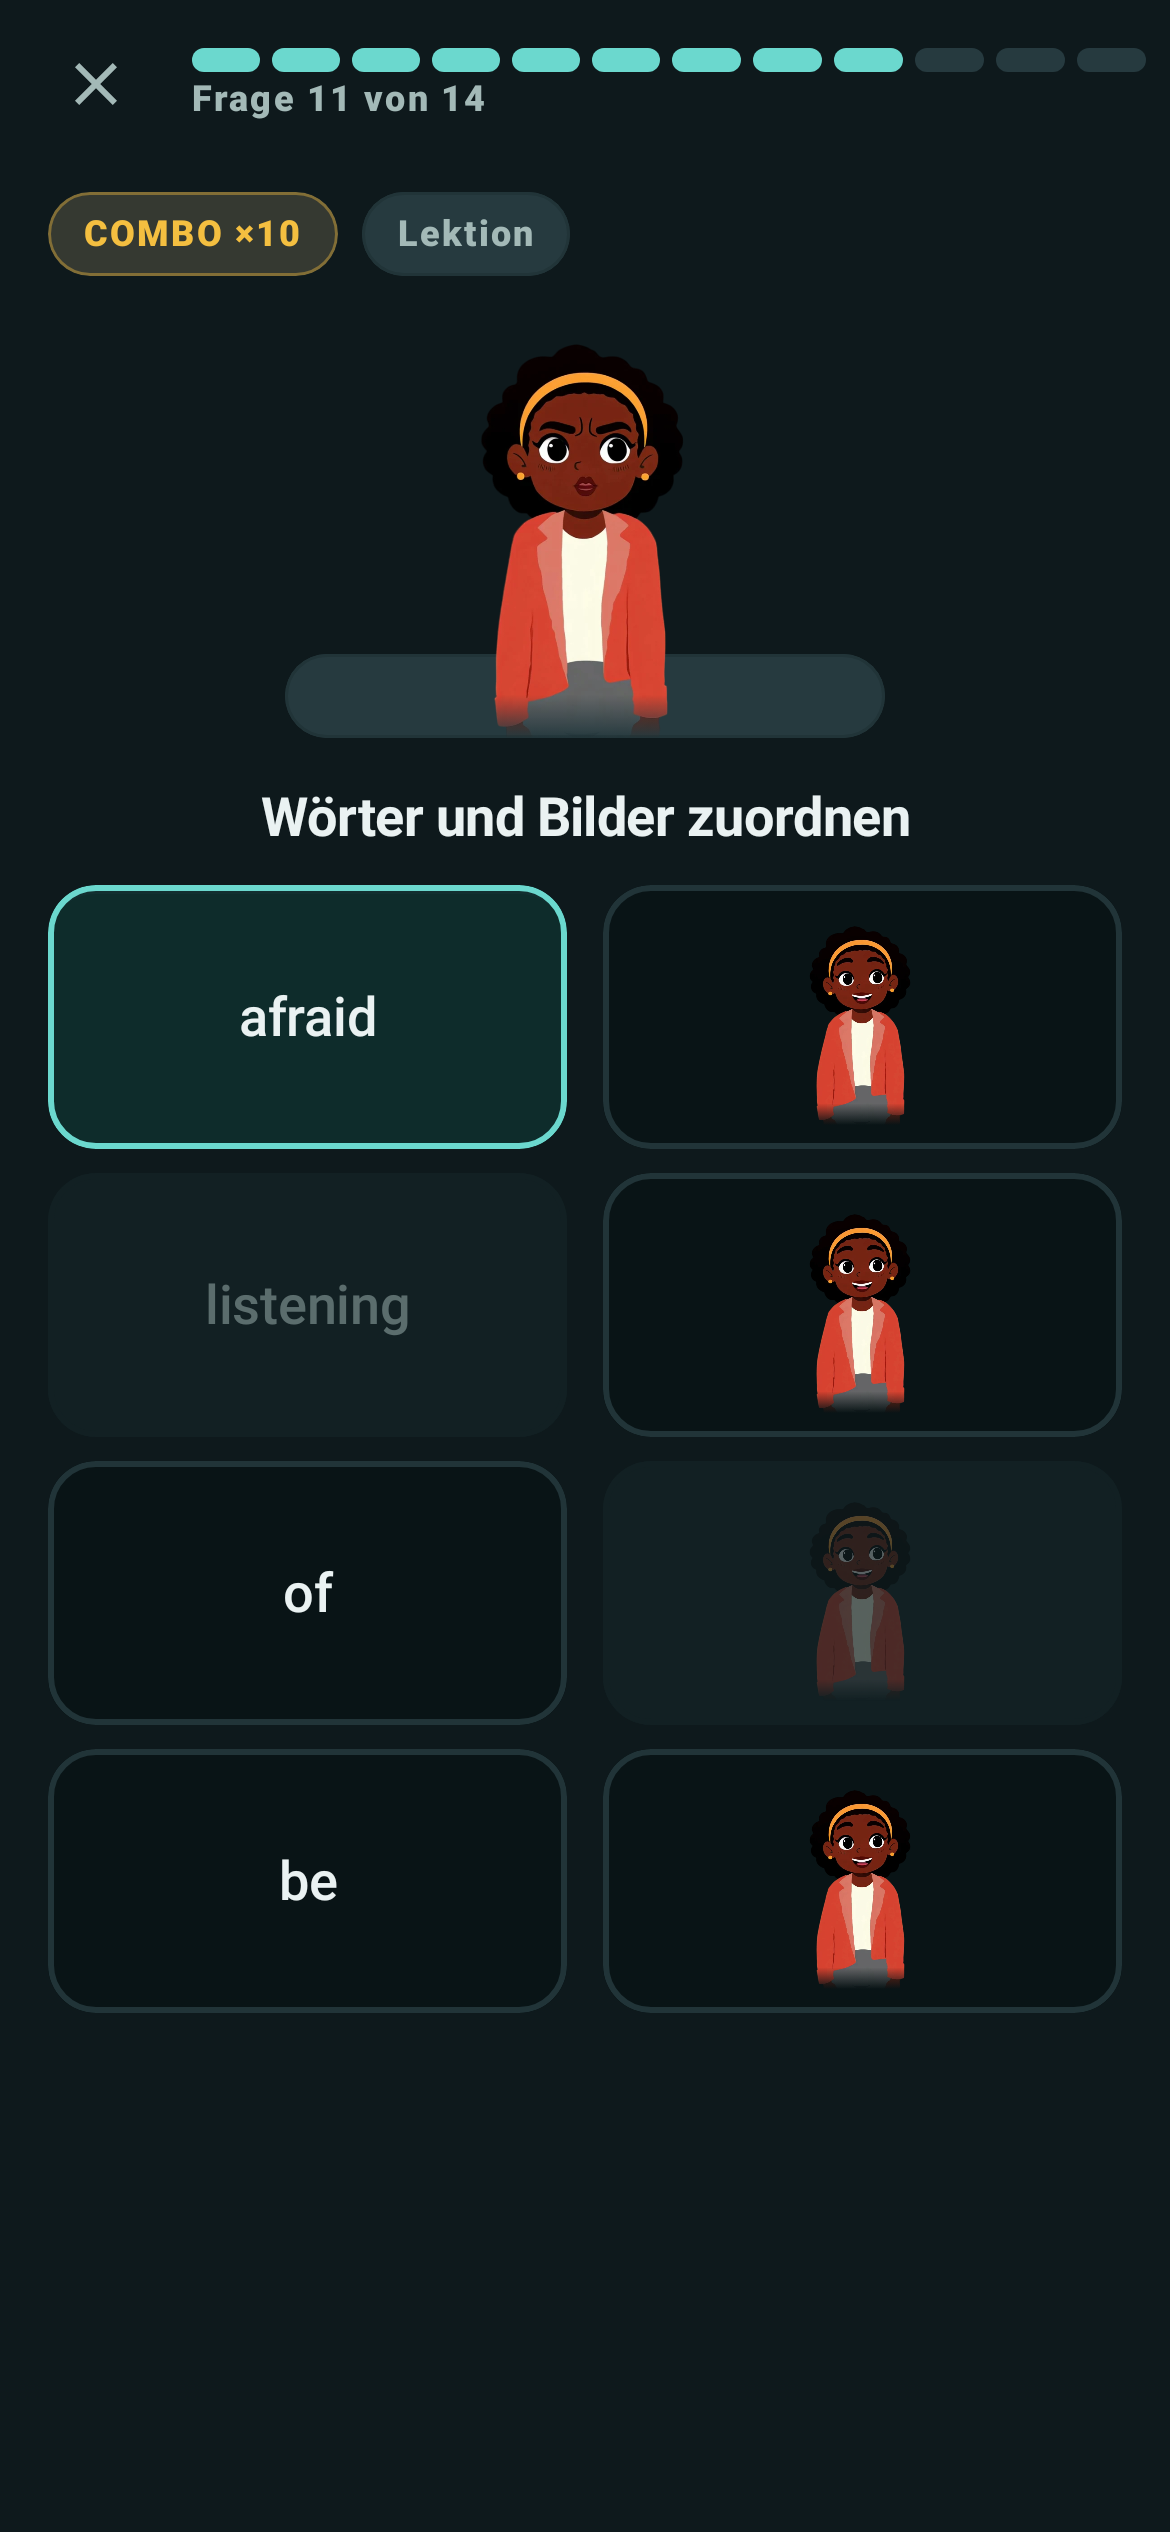 Frage 11 von 14
COMBO ×10
Lektion
Wörter und Bilder zuordnen
afraid
listening
of
be